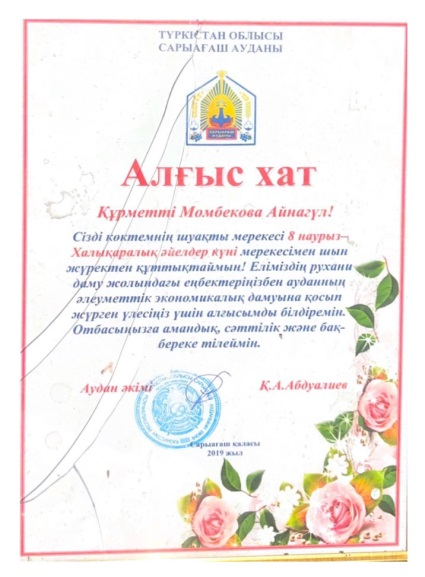 ТҮРКІСТАН ОБЛЫСЫ
САРЫАҒАШ АУДАНЫ
САРЫАҒАШ
АУДАНЫ
Алғыс хат
Құрметті Момбекова Айнагүл!
Сізді көктемнің шуақты мерекесі 8 наурыз–
Халықаралық әйелдер күні мерекесімен шын
жүректен құттықтаймын! Еліміздің рухани
даму жолындағы еңбектеріңізбен ауданның
әлеуметтік экономикалық дамуына қосып
жүрген үлесіңіз үшін алғысымды білдіремін.
Отбасыңызға амандық, сәттілік және бақ-
береке тілеймін.
Аудан әкімі Қ.А.Абдуалиев
Сарыағаш қаласы
2019 жыл